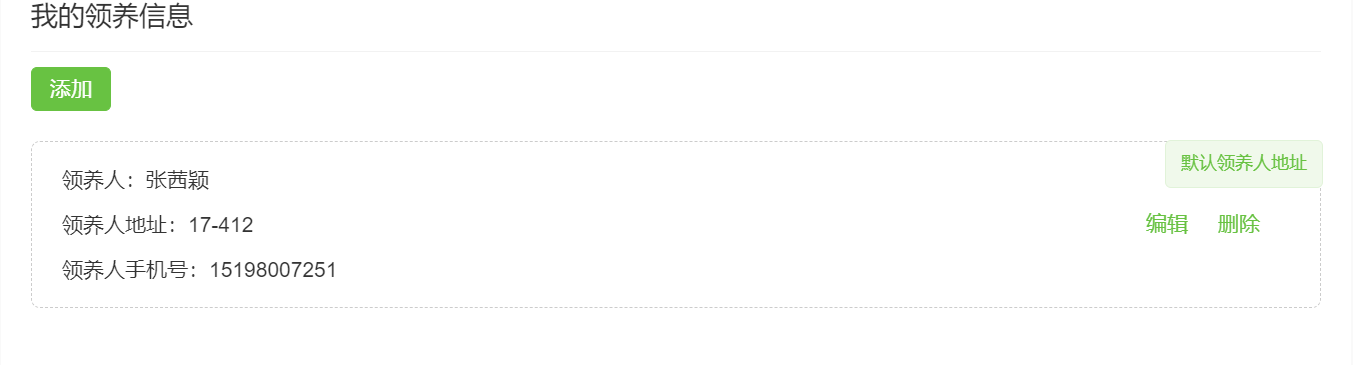 我的领养信息
添加
默认领养人地址
领养人：张茜颖
领养人地址：17-412
编辑 删除
领养人手机号：15198007251